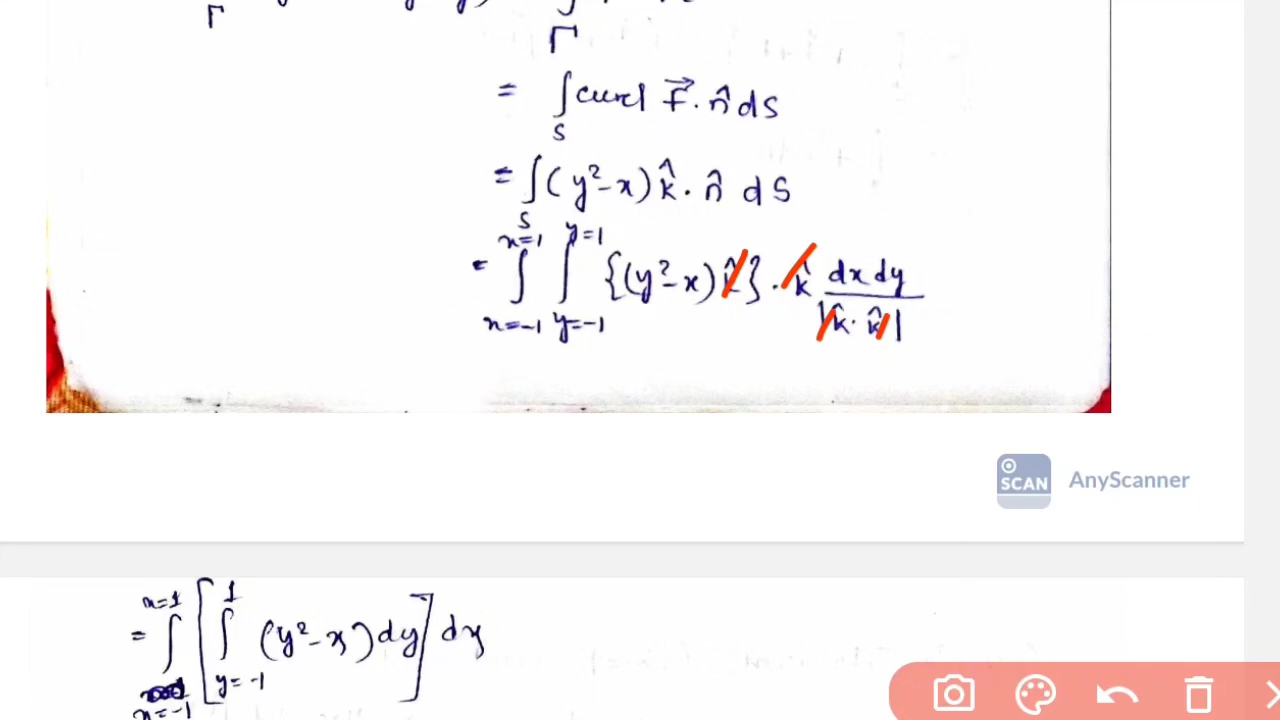 Γ
Γ
= ∫ curl F⃗ . n̂ dS
S
= ∫ (y²-x) k̂ . n̂ dS
S
x=1 y=1
= ∫ ∫ {(y²-x) k̂} . k̂ dx dy / |k̂ . k̂|
x=-1 y=-1
SCAN AnyScanner
x=1 1
= ∫ [ ∫ (y²-x) dy ] dx
y=-1
x=-1